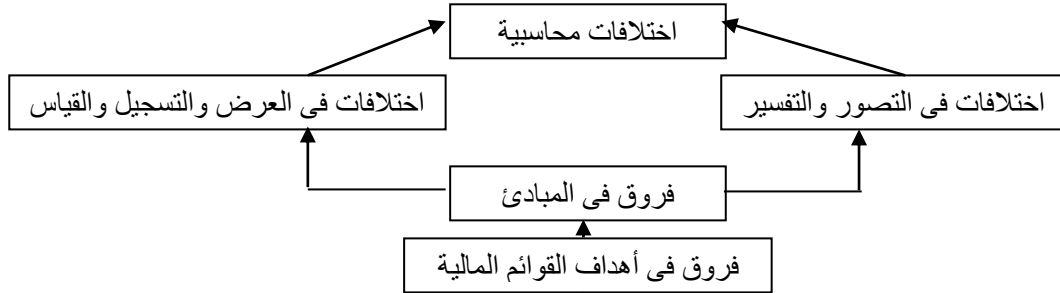 اختلافات محاسبية
اختلافات فى التصور والتفسير
اختلافات فى العرض والتسجيل والقياس
فروق فى المبادئ
فروق فى أهداف القوائم المالية